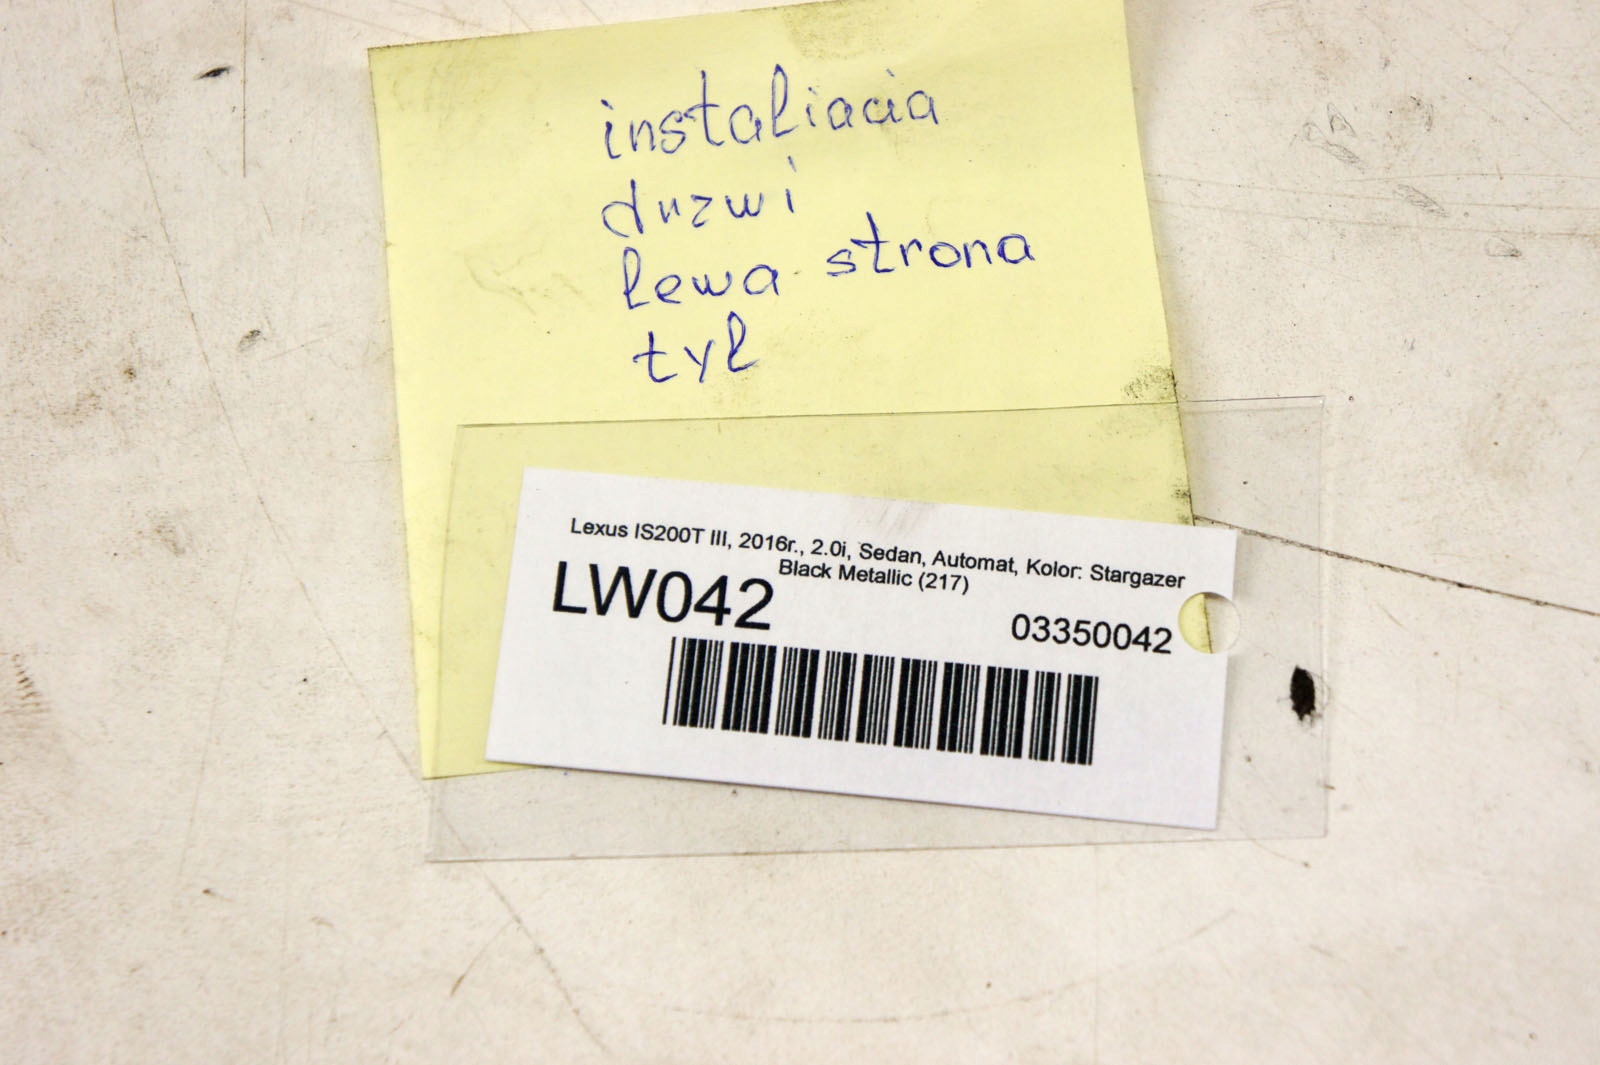 instaliacia
drzwi
lewa strona
tył
Lexus IS200T III, 2016r., 2.0i, Sedan, Automat, Kolor: Stargazer
Black Metallic (217)
LW042
03350042